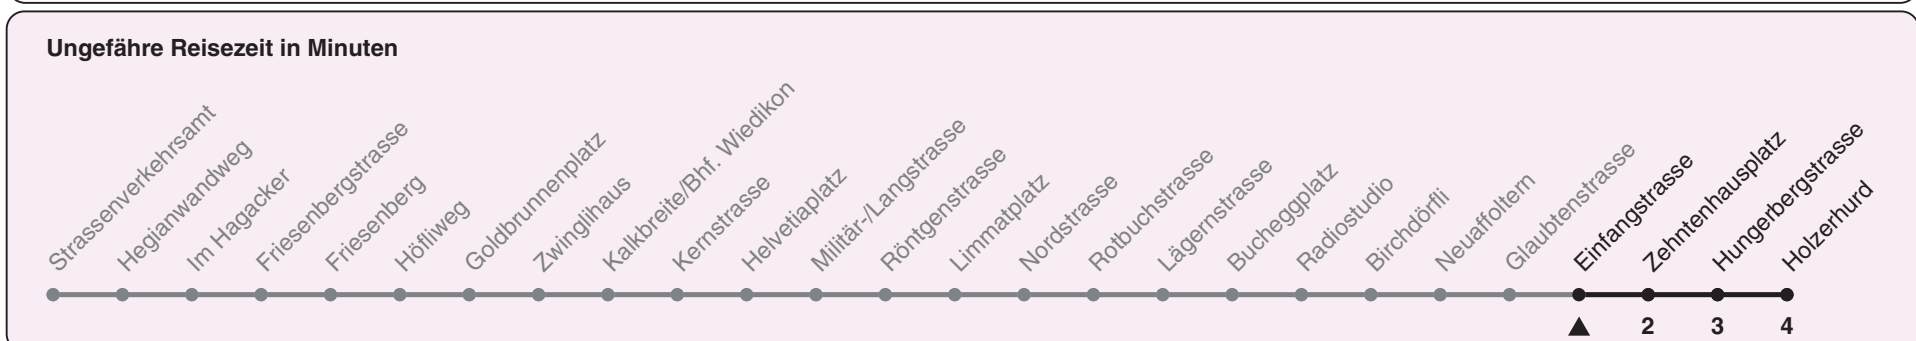 Ungefähre Reisezeit in Minuten
Strassenverkehrsamt
Hegianwandweg
Im Hagacker
Friesenbergstrasse
Friesenberg
Höfliweg
Goldbrunnenplatz
Zwinglihaus
Kalkbreite/Bhf. Wiedikon
Kernstrasse
Helvetiaplatz
Militär-/Langstrasse
Röntgenstrasse
Limmatplatz
Nordstrasse
Rotbuchstrasse
Lägernstrasse
Bucheggplatz
Radiostudio
Birchdörfli
Neuaffoltern
Glaubtenstrasse
Einfangstrasse
Zehntenhausplatz
Hungerbergstrasse
Holzerhurd
2 3 4